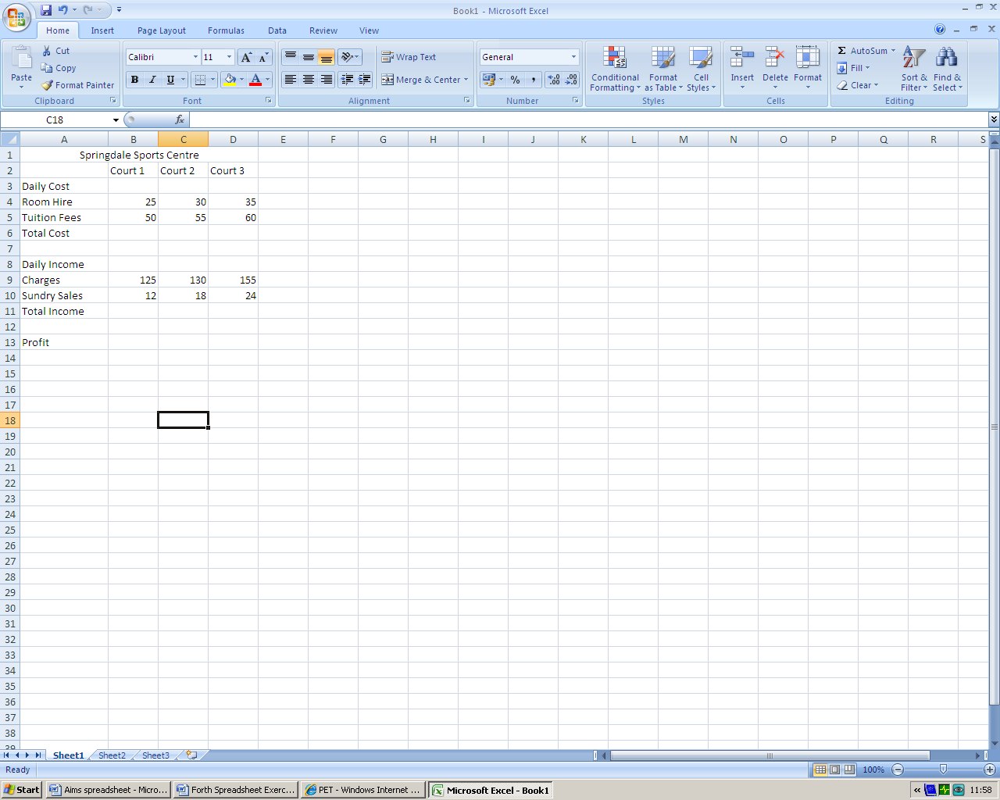 Book1 - Microsoft Excel
Home Insert Page Layout Formulas Data Review View
Paste
Cut
Copy
Format Painter
Clipboard
Calibri 11
B I U A
Font
Wrap Text
Merge & Center
Alignment
General
% ,
Number
Conditional Formatting
Format as Table
Cell Styles
Styles
Insert Delete Format
Cells
Σ AutoSum
Fill
Clear
Sort & Filter
Find & Select
Editing
C18 fx
A B C D E F G H I J K L M N O P Q R S
1 Springdale Sports Centre
2 Court 1 Court 2 Court 3
3 Daily Cost
4 Room Hire 25 30 35
5 Tuition Fees 50 55 60
6 Total Cost
7
8 Daily Income
9 Charges 125 130 155
10 Sundry Sales 12 18 24
11 Total Income
12
13 Profit
14
15
16
17
18
19
20
21
22
23
24
25
26
27
28
29
30
31
32
33
34
35
36
37
38
39
Sheet1 Sheet2 Sheet3
Ready 100%
Start Aims spreadsheet - Micro... Forth Spreadsheet Exerc... PET - Windows Internet ... Microsoft Excel - Book1 11:58